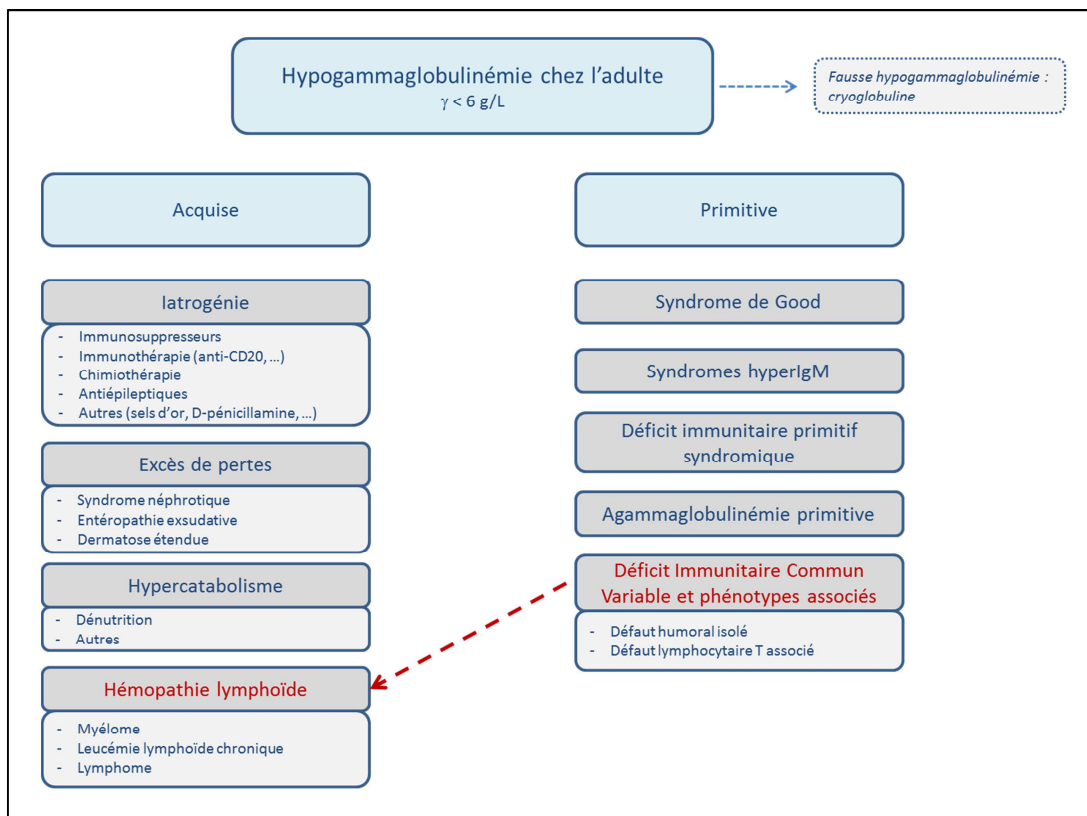 Hypogammaglobulinémie chez l'adulte
γ < 6 g/L
Fausse hypogammaglobulinémie :
cryoglobuline
Acquise
Iatrogénie
- Immunosuppresseurs
- Immunothérapie (anti-CD20, ...)
- Chimiothérapie
- Antiépileptiques
- Autres (sels d'or, D-pénicillamine, ...)
Excès de pertes
- Syndrome néphrotique
- Entéropathie exsudative
- Dermatose étendue
Hypercatabolisme
- Dénutrition
- Autres
Hémopathie lymphoïde
- Myélome
- Leucémie lymphoïde chronique
- Lymphome
Primitive
Syndrome de Good
Syndromes hyperIgM
Déficit immunitaire primitif
syndromique
Agammaglobulinémie primitive
Déficit Immunitaire Commun
Variable et phénotypes associés
- Défaut humoral isolé
- Défaut lymphocytaire T associé